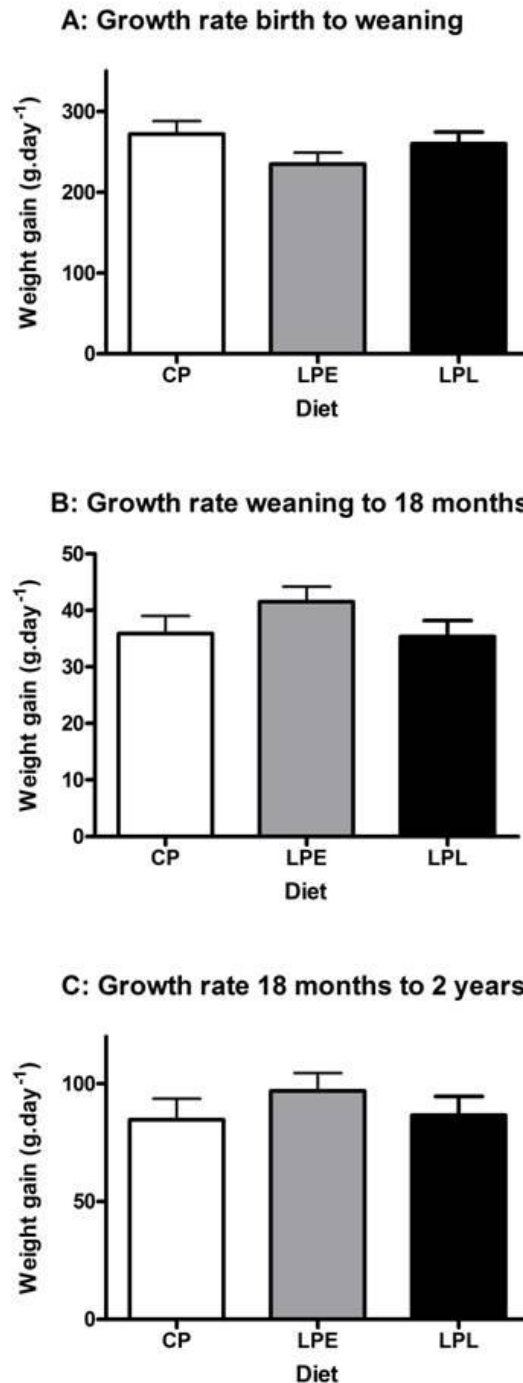 A: Growth rate birth to weaning
Weight gain (g.day⁻¹)
300
200
100
0
CP LPE LPL
Diet
B: Growth rate weaning to 18 months
Weight gain (g.day⁻¹)
50
40
30
20
10
0
CP LPE LPL
Diet
C: Growth rate 18 months to 2 years
Weight gain (g.day⁻¹)
100
50
0
CP LPE LPL
Diet